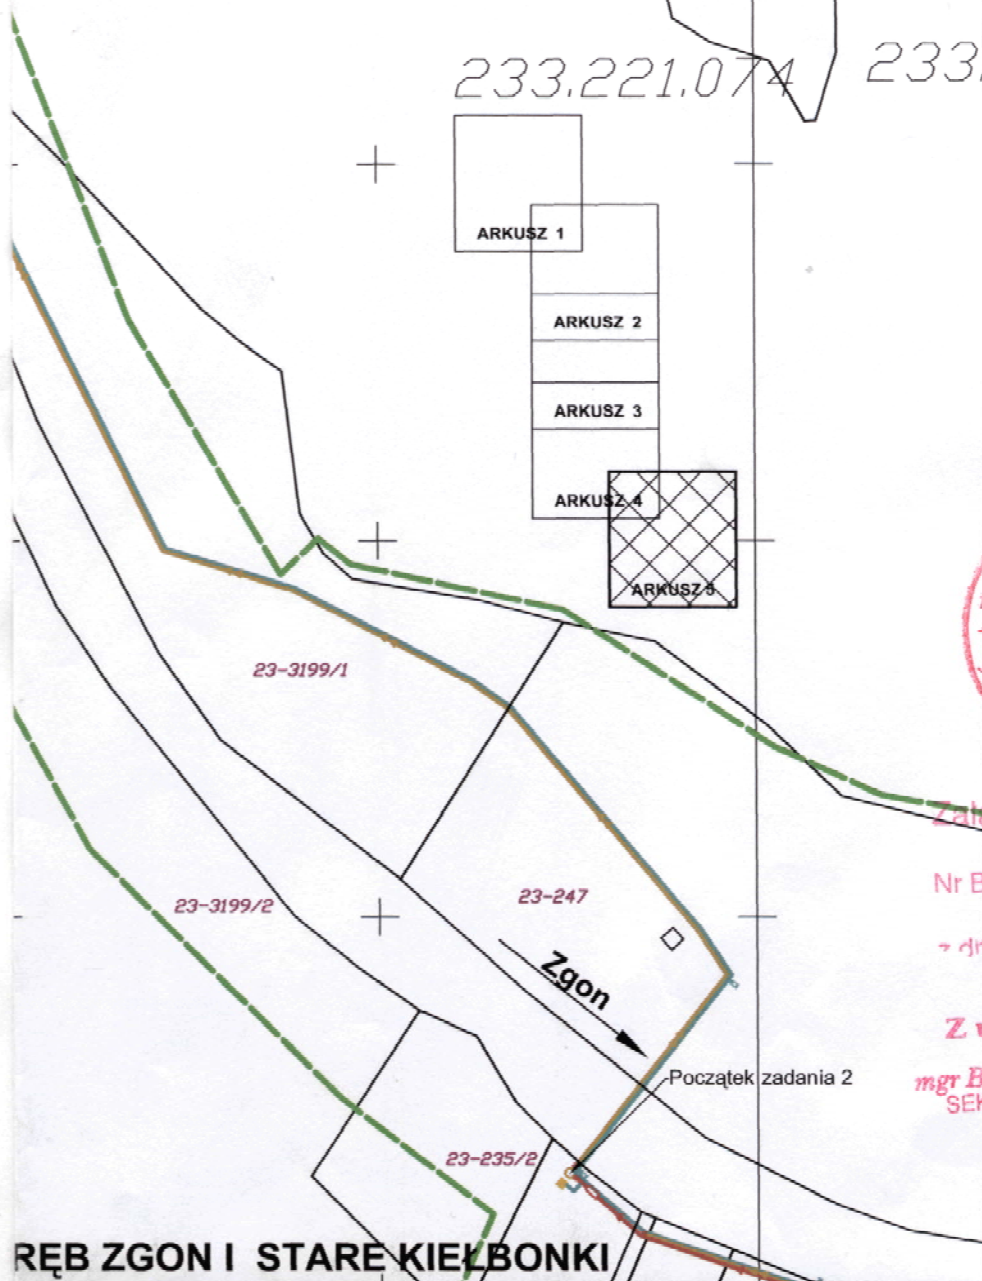 233.221.074
233.
ARKUSZ 1
ARKUSZ 2
ARKUSZ 3
ARKUSZ 4
ARKUSZ 5
23-3199/1
23-247
23-3199/2
Nr B
Zgon
Z
Początek zadania 2
mgr B
SEK
23-235/2
RĘB ZGON I STARE KIEŁBONKI